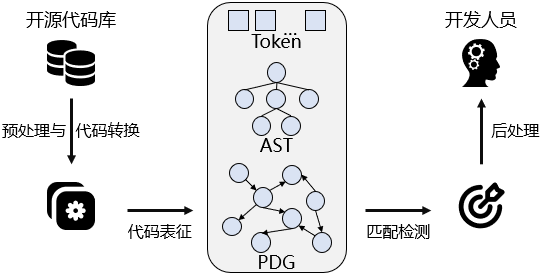 开源代码库
预处理与 代码转换
代码表征
...
Token
AST
PDG
匹配检测
后处理
开发人员